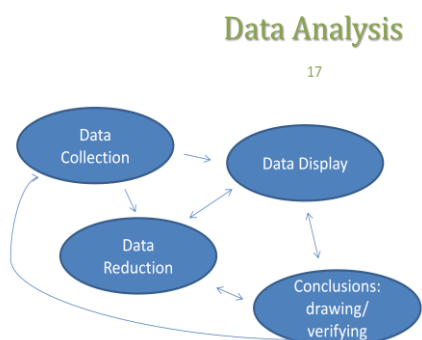 Data Analysis
17
Data
Collection
Data Display
Data
Reduction
Conclusions:
drawing/
verifying